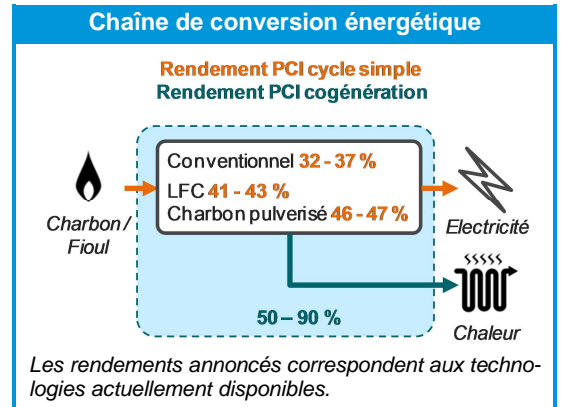 Chaîne de conversion énergétique
Rendement PCI cycle simple
Rendement PCI cogénération
Conventionnel 32 - 37 %
LFC 41 - 43 %
Charbon pulverisé 46 - 47 %
Charbon /
Fioul
Electricité
50 – 90 %
Chaleur
Les rendements annoncés correspondent aux techno-
logies actuellement disponibles.